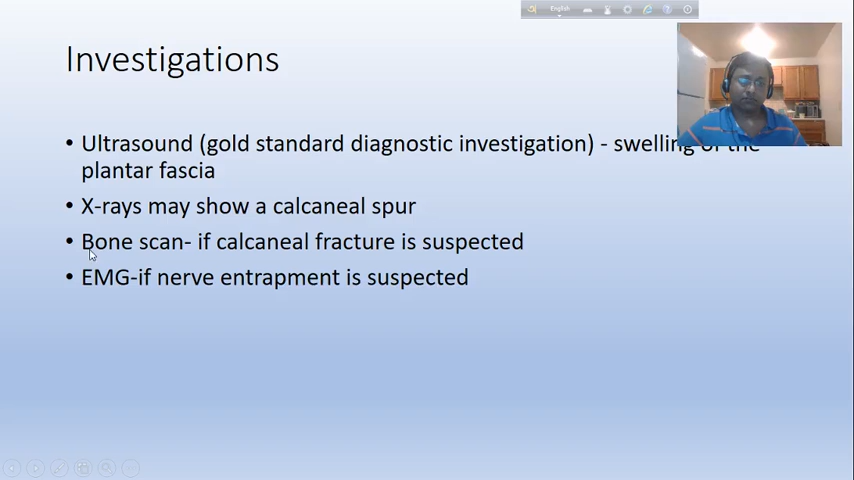 English
Investigations
• Ultrasound (gold standard diagnostic investigation) - swelling of the
plantar fascia
• X-rays may show a calcaneal spur
• Bone scan- if calcaneal fracture is suspected
• EMG-if nerve entrapment is suspected